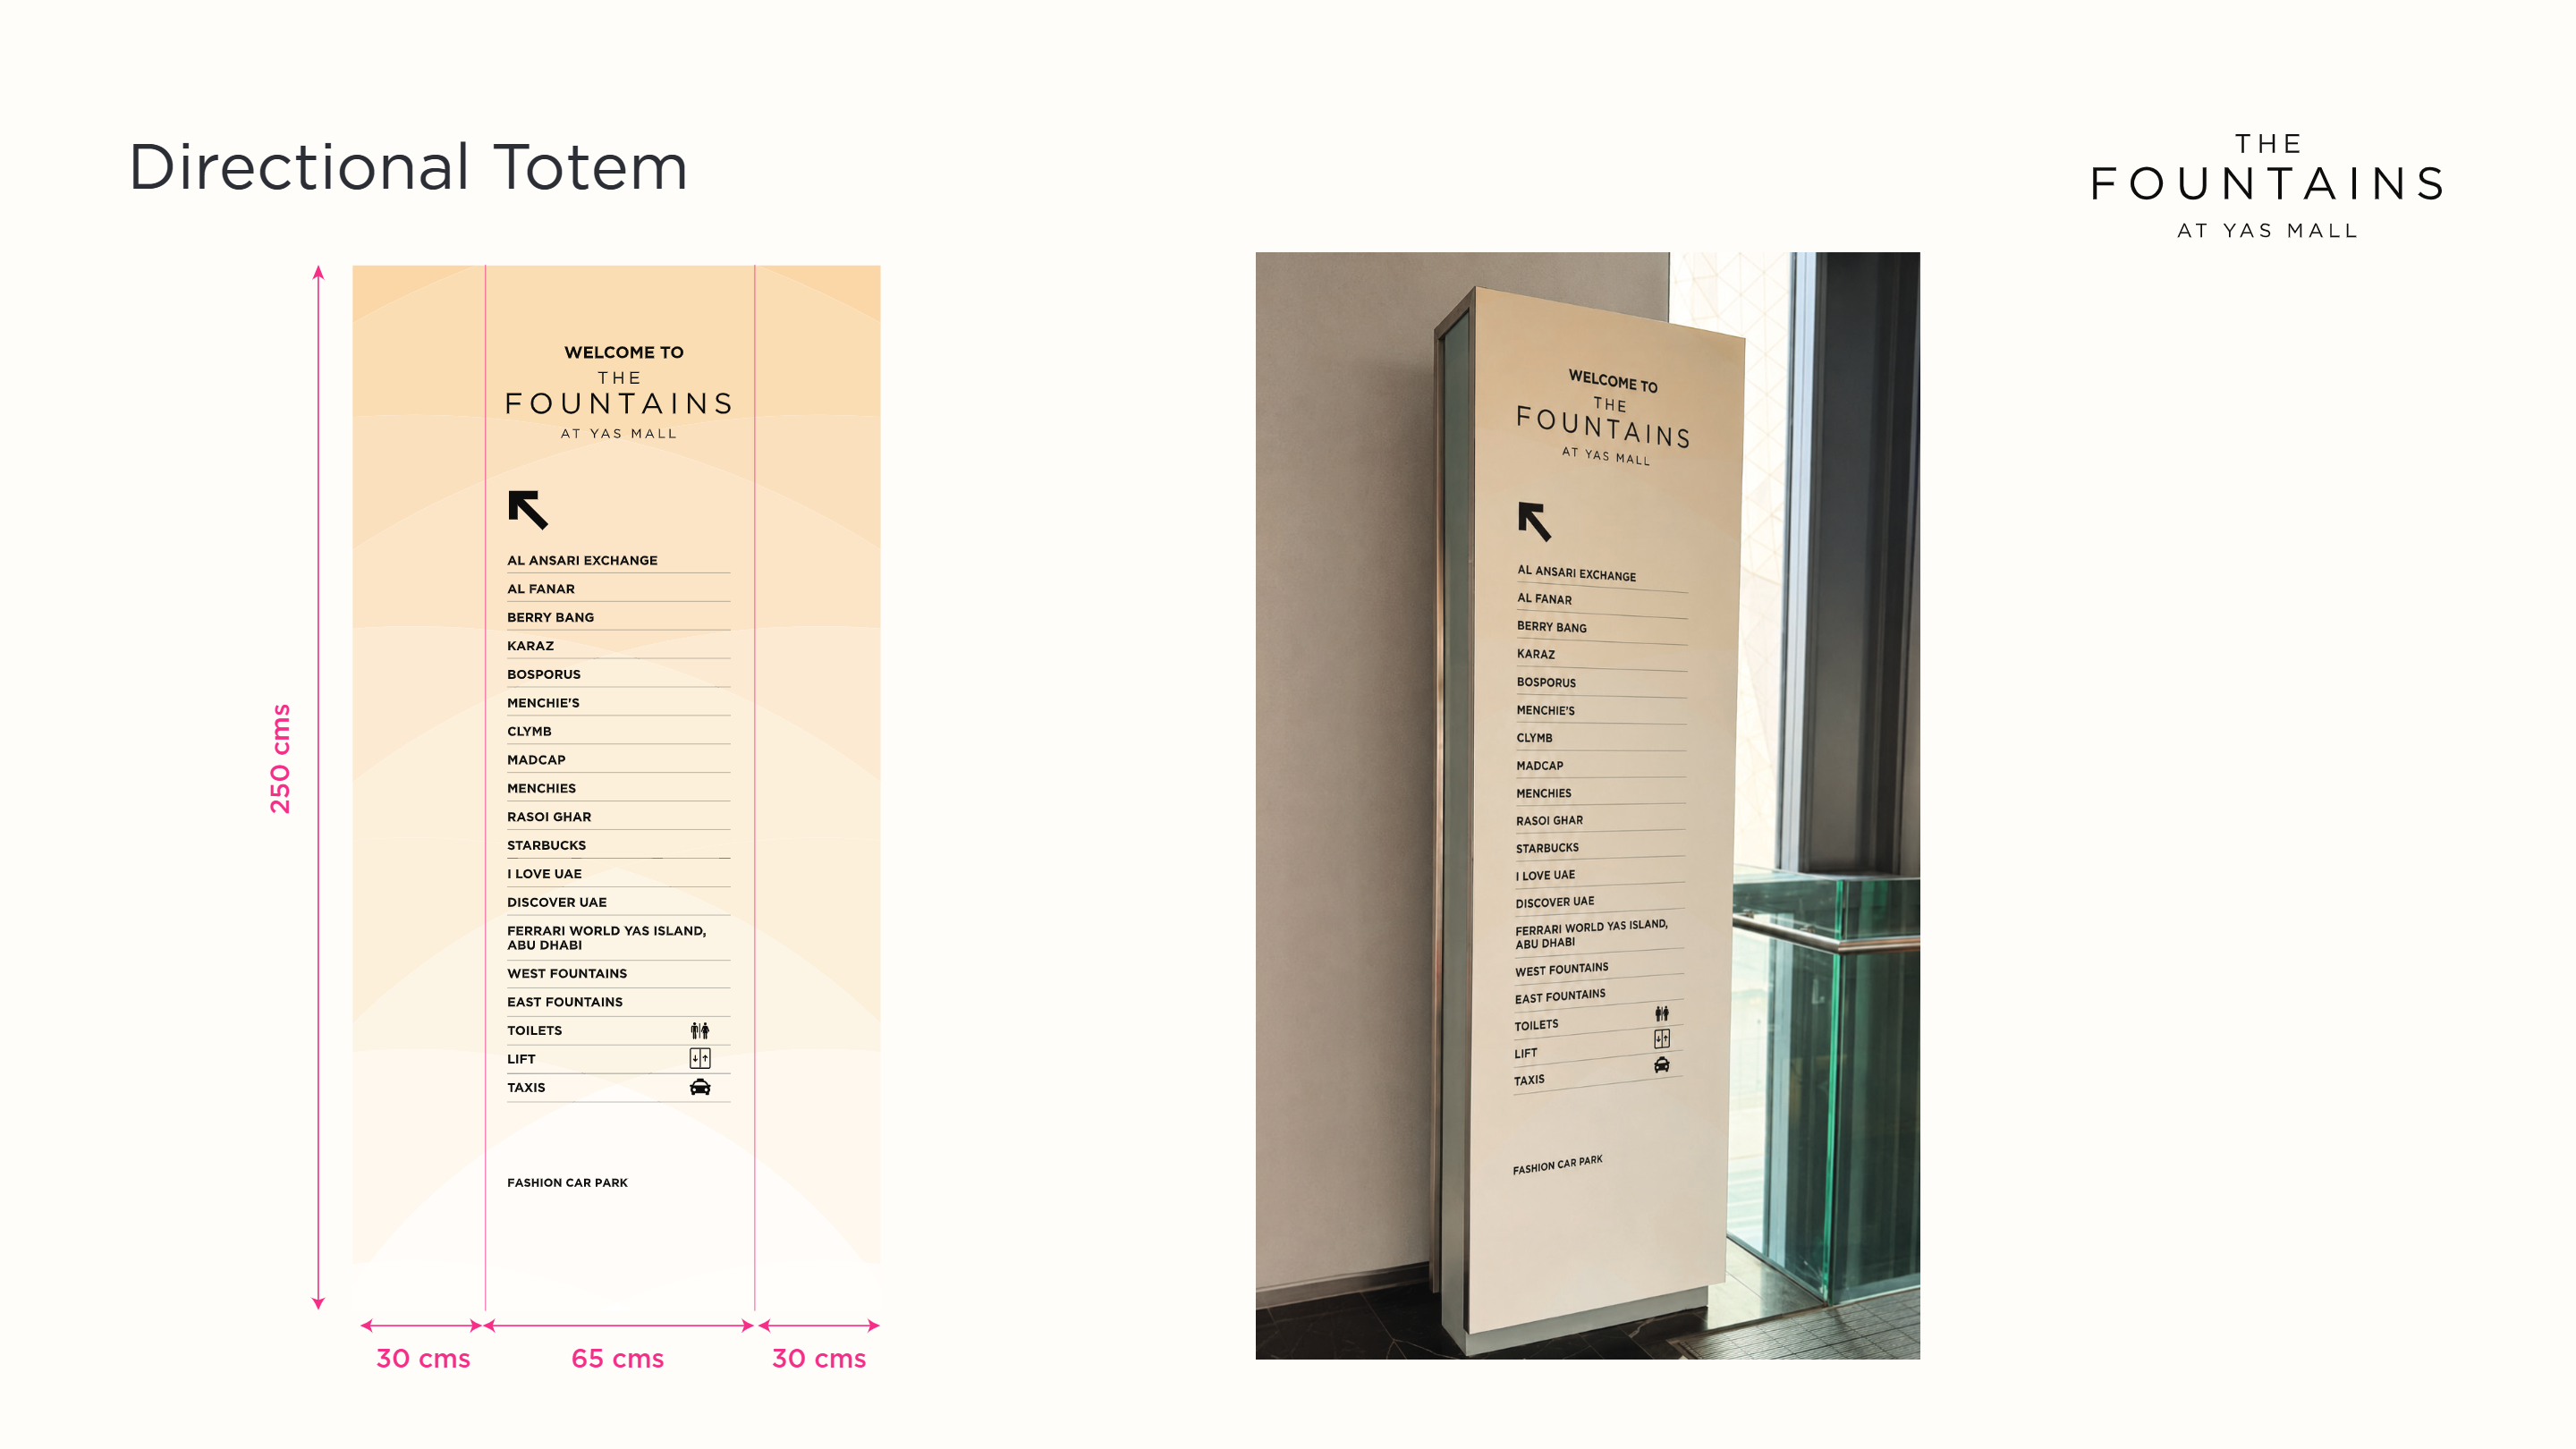 Directional Totem
THE
FOUNTAINS
AT YAS MALL
250 cms
WELCOME TO
THE
FOUNTAINS
AT YAS MALL
AL ANSARI EXCHANGE
AL FANAR
BERRY BANG
KARAZ
BOSPORUS
MENCHIE'S
CLYMB
MADCAP
MENCHIES
RASOI GHAR
STARBUCKS
I LOVE UAE
DISCOVER UAE
FERRARI WORLD YAS ISLAND,
ABU DHABI
WEST FOUNTAINS
EAST FOUNTAINS
TOILETS
LIFT
TAXIS
FASHION CAR PARK
30 cms
65 cms
30 cms
WELCOME TO
THE
FOUNTAINS
AT YAS MALL
AL ANSARI EXCHANGE
AL FANAR
BERRY BANG
KARAZ
BOSPORUS
MENCHIE'S
CLYMB
MADCAP
MENCHIES
RASOI GHAR
STARBUCKS
I LOVE UAE
DISCOVER UAE
FERRARI WORLD YAS ISLAND,
ABU DHABI
WEST FOUNTAINS
EAST FOUNTAINS
TOILETS
LIFT
TAXIS
FASHION CAR PARK